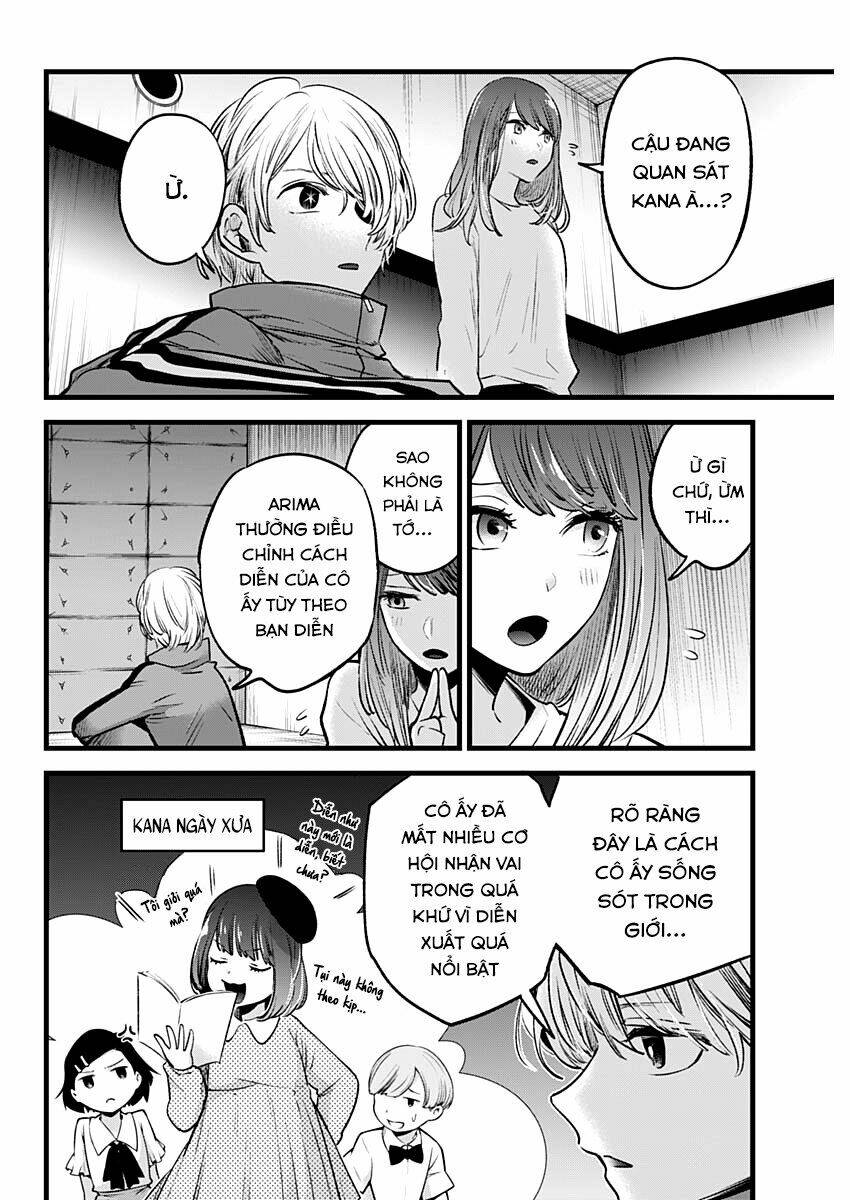 CẬU ĐANG
QUAN SÁT
KANA À...?
Ừ.
Ừ GÌ
CHỨ, ỪM
THÌ...
SAO
KHÔNG
PHẢI LÀ
TỚ...
ARIMA
THƯỜNG ĐIỀU
CHỈNH CÁCH
DIỄN CỦA CÔ
ẤY TÙY THEO
BẠN DIỄN
RÕ RÀNG
ĐÂY LÀ CÁCH
CÔ ẤY SỐNG
SÓT TRONG
GIỚI...
CÔ ẤY ĐÃ
MẤT NHIỀU CƠ
HỘI NHẬN VAI
TRONG QUÁ
KHỨ VÌ DIỄN
XUẤT QUÁ
NỔI BẬT
KANA NGÀY XƯA
Diễn như
này mới là
diễn, biết
chưa?
Tôi giỏi quá
mà?
Tụi này không
theo kịp...